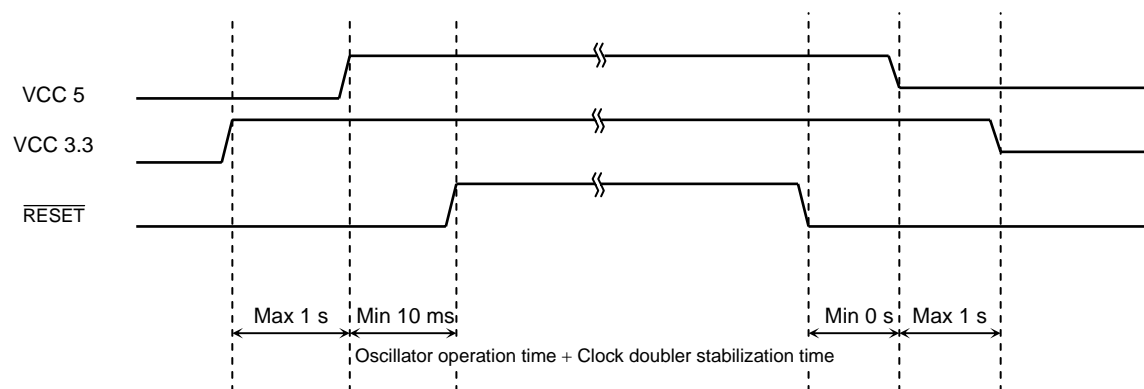 VCC 5
VCC 3.3
RESET
Max 1 s Min 10 ms Min 0 s Max 1 s
Oscillator operation time + Clock doubler stabilization time